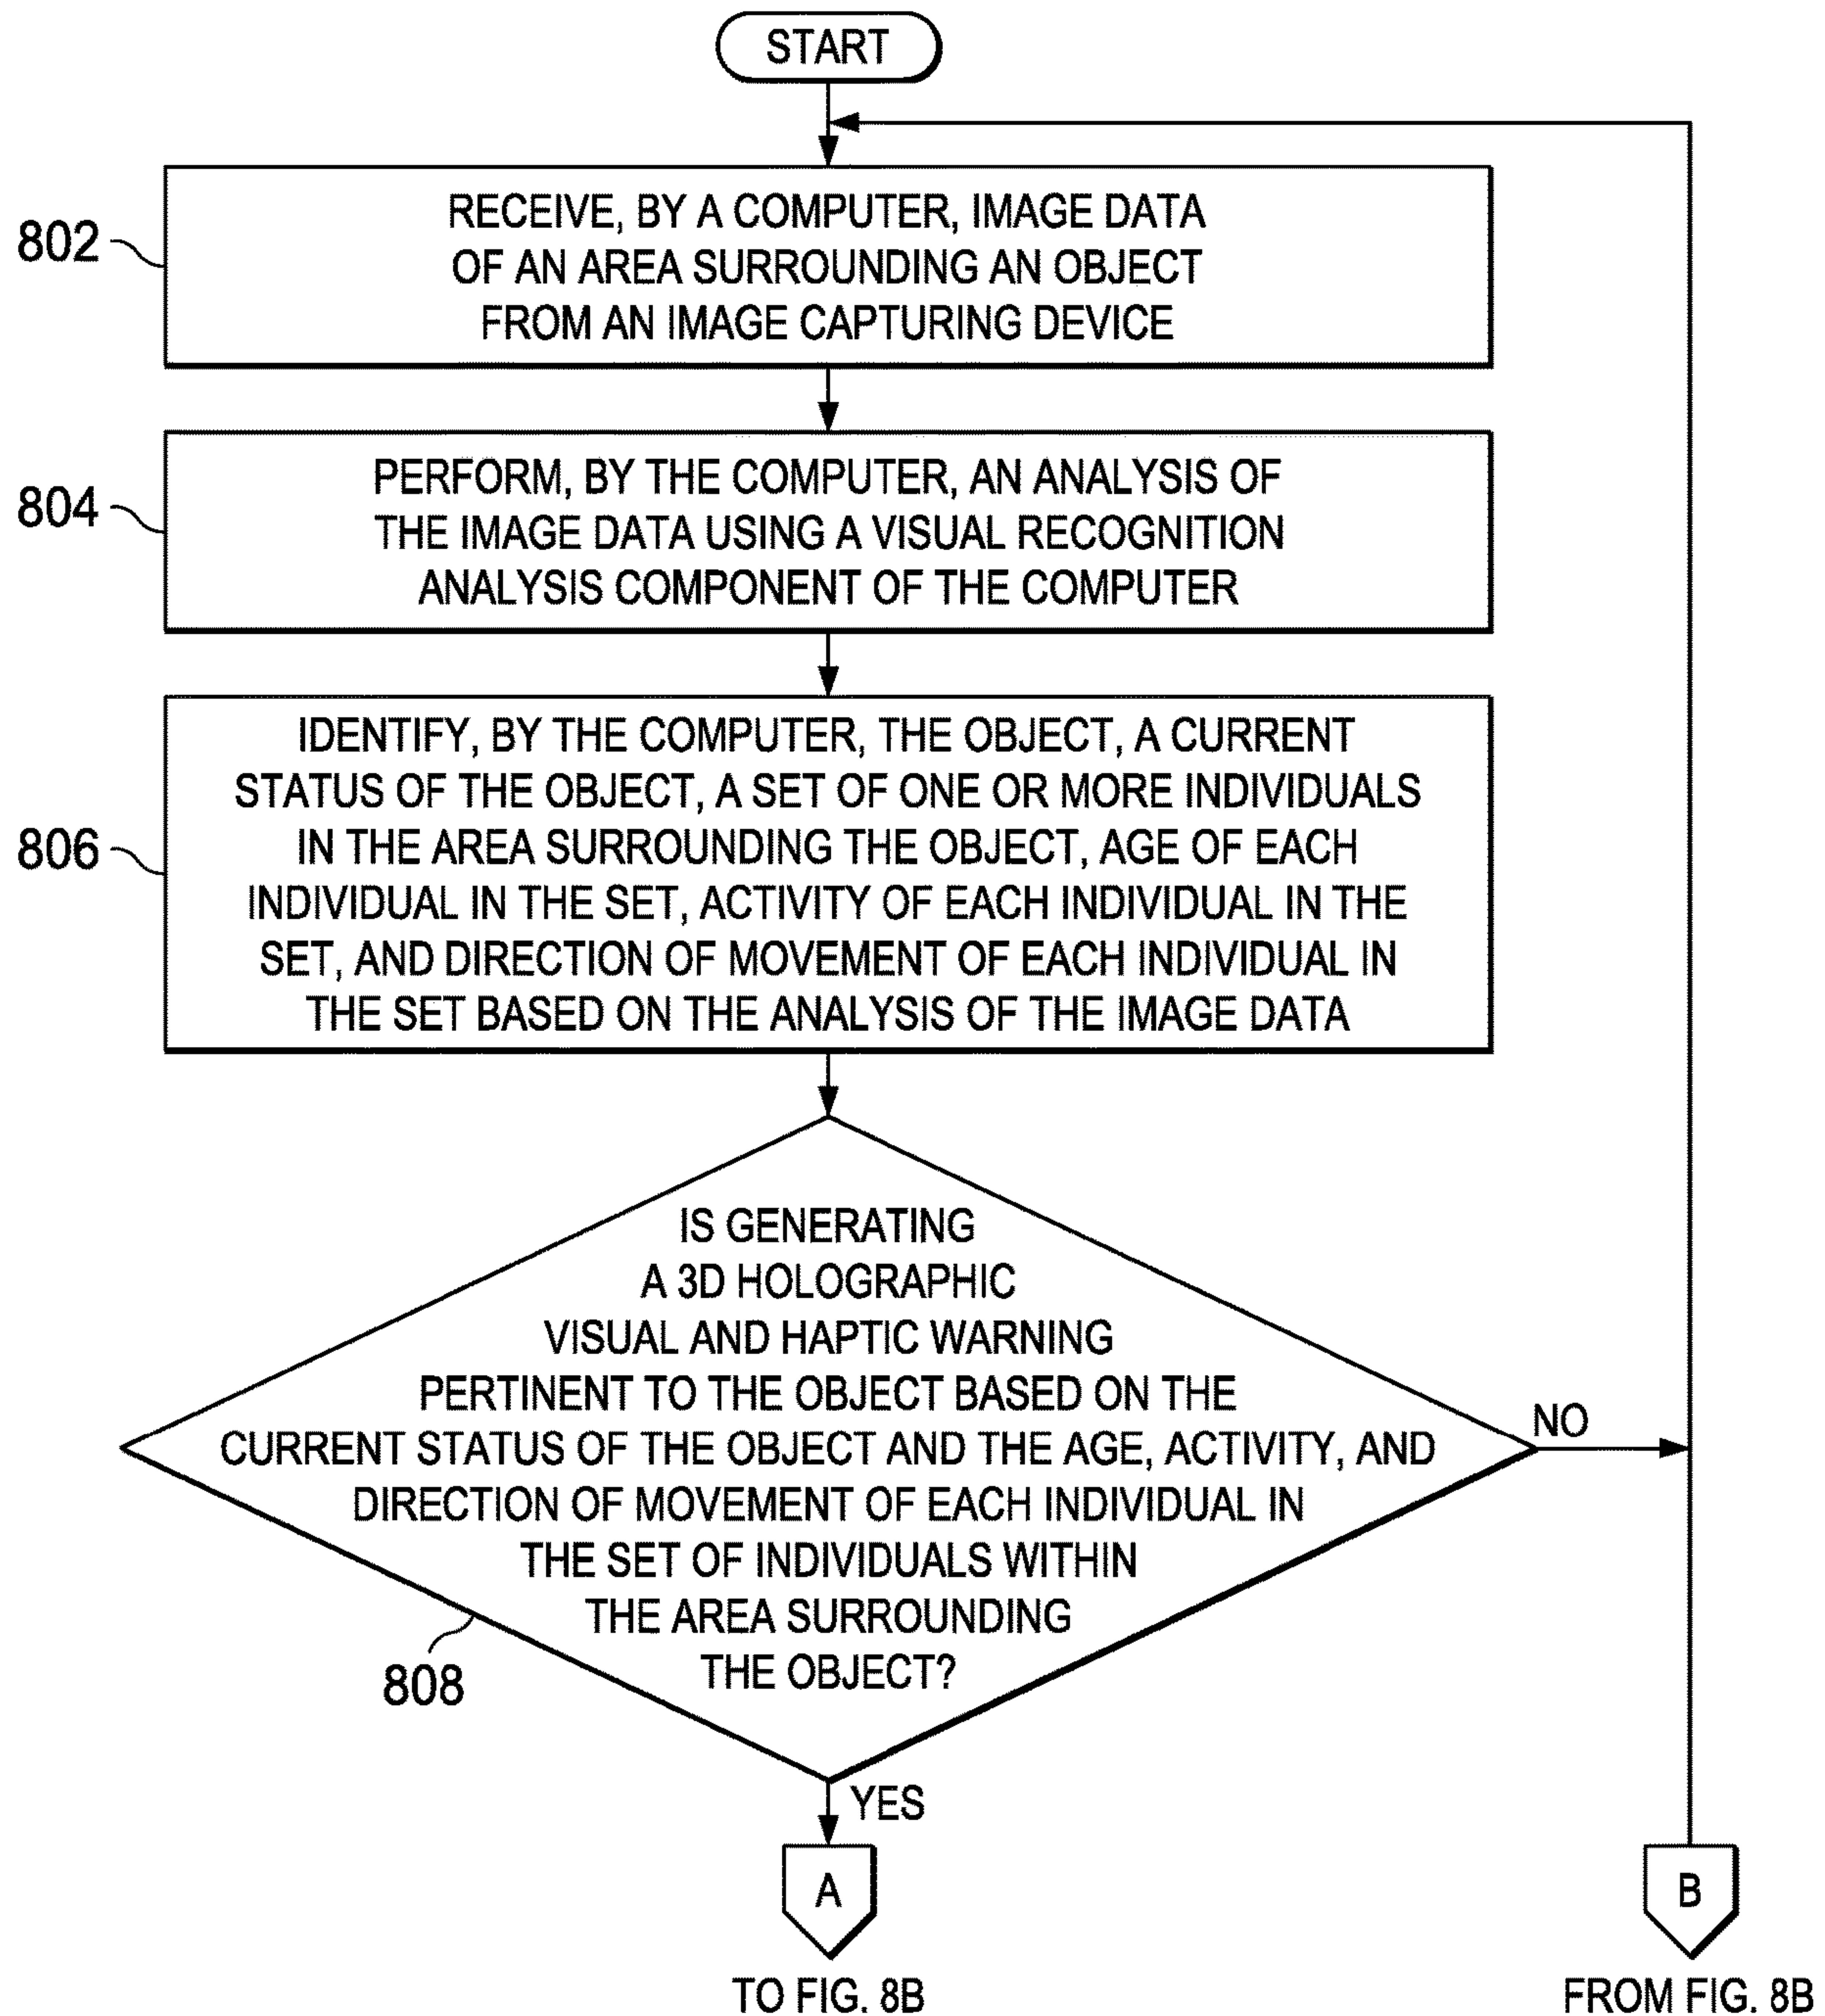 START
802
RECEIVE, BY A COMPUTER, IMAGE DATA
OF AN AREA SURROUNDING AN OBJECT
FROM AN IMAGE CAPTURING DEVICE
804
PERFORM, BY THE COMPUTER, AN ANALYSIS OF
THE IMAGE DATA USING A VISUAL RECOGNITION
ANALYSIS COMPONENT OF THE COMPUTER
806
IDENTIFY, BY THE COMPUTER, THE OBJECT, A CURRENT
STATUS OF THE OBJECT, A SET OF ONE OR MORE INDIVIDUALS
IN THE AREA SURROUNDING THE OBJECT, AGE OF EACH
INDIVIDUAL IN THE SET, ACTIVITY OF EACH INDIVIDUAL IN THE
SET, AND DIRECTION OF MOVEMENT OF EACH INDIVIDUAL IN
THE SET BASED ON THE ANALYSIS OF THE IMAGE DATA
IS GENERATING
A 3D HOLOGRAPHIC
VISUAL AND HAPTIC WARNING
PERTINENT TO THE OBJECT BASED ON THE
CURRENT STATUS OF THE OBJECT AND THE AGE, ACTIVITY, AND
DIRECTION OF MOVEMENT OF EACH INDIVIDUAL IN
THE SET OF INDIVIDUALS WITHIN
THE AREA SURROUNDING
THE OBJECT?
NO
808
YES
A
B
TO FIG. 8B
FROM FIG. 8B